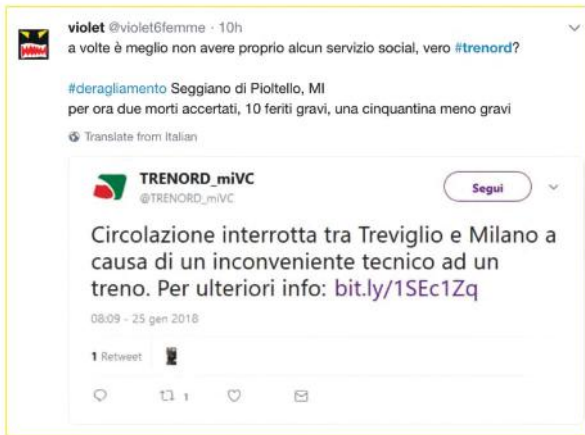 violet @violet6femme · 10h
a volte è meglio non avere proprio alcun servizio social, vero #trenord?
#deragliamento Seggiano di Pioltello, MI
per ora due morti accertati, 10 feriti gravi, una cinquantina meno gravi
Translate from Italian
TRENORD_miVC
@TRENORD_miVC
Segui
Circolazione interrotta tra Treviglio e Milano a
causa di un inconveniente tecnico ad un
treno. Per ulteriori info: bit.ly/1SEc1Zq
08:09 - 25 gen 2018
1 Retweet
1